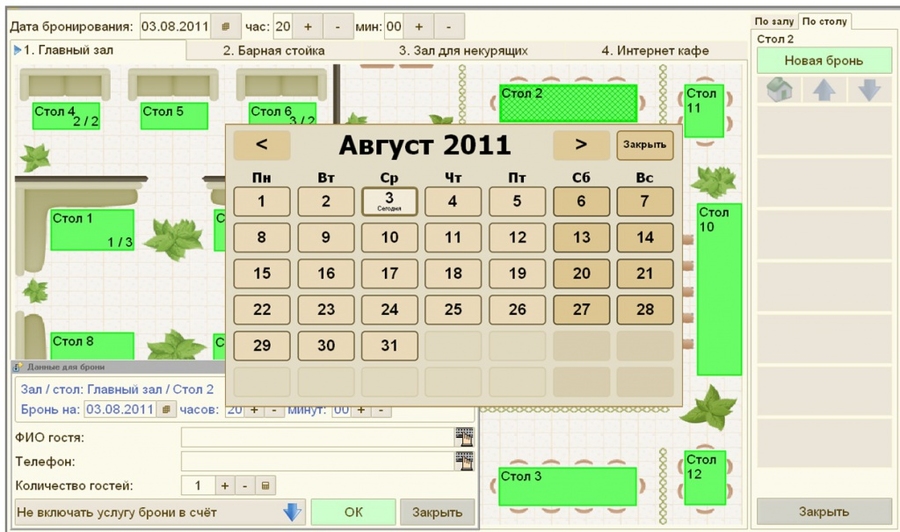 Дата бронирования: 03.08.2011 час: 20 + - мин: 00 + -
По залу По столу
1. Главный зал 2. Барная стойка 3. Зал для некурящих 4. Интернет кафе
Стол 2
Новая бронь
Стол 4 2 / 2
Стол 5
Стол 6 3 / 2
Стол 2
Стол 11
< Август 2011 > Закрыть
Пн Вт Ср Чт Пт Сб Вс
1 2 3 4 5 6 7
Сегодня
8 9 10 11 12 13 14
15 16 17 18 19 20 21
22 23 24 25 26 27 28
29 30 31
Стол 1 1 / 3
С
Стол 10
Стол 8
С
Данные для брони
Зал / стол: Главный зал / Стол 2
Бронь на: 03.08.2011 часов: 20 + - минут: 00 + -
ФИО гостя:
Телефон:
Количество гостей: 1 + -
Не включать услугу брони в счёт OK Закрыть
Стол 3
Стол 12
Закрыть